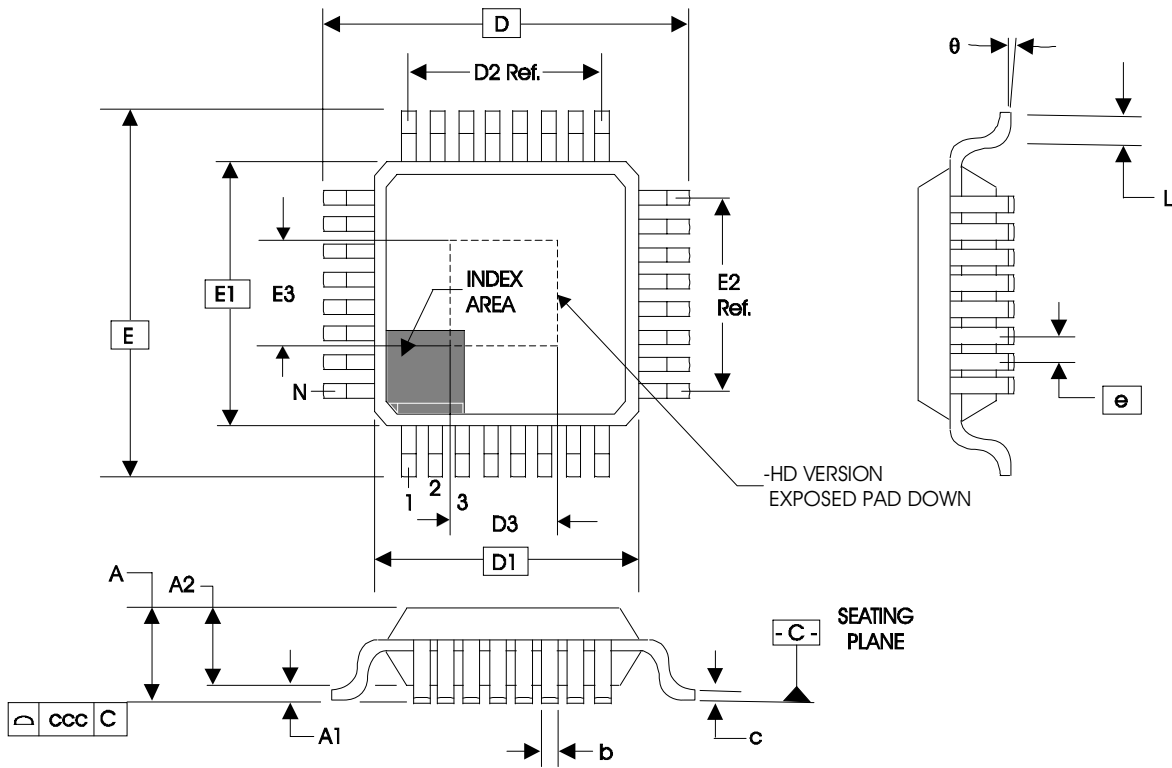 D
D2 Ref.
θ
L
E1
E3
INDEX
AREA
E2
Ref.
E
N
e
1
2
3
-HD VERSION
EXPOSED PAD DOWN
D3
D1
A
A2
- C -
SEATING
PLANE
⌓ ccc C
A1
b
c